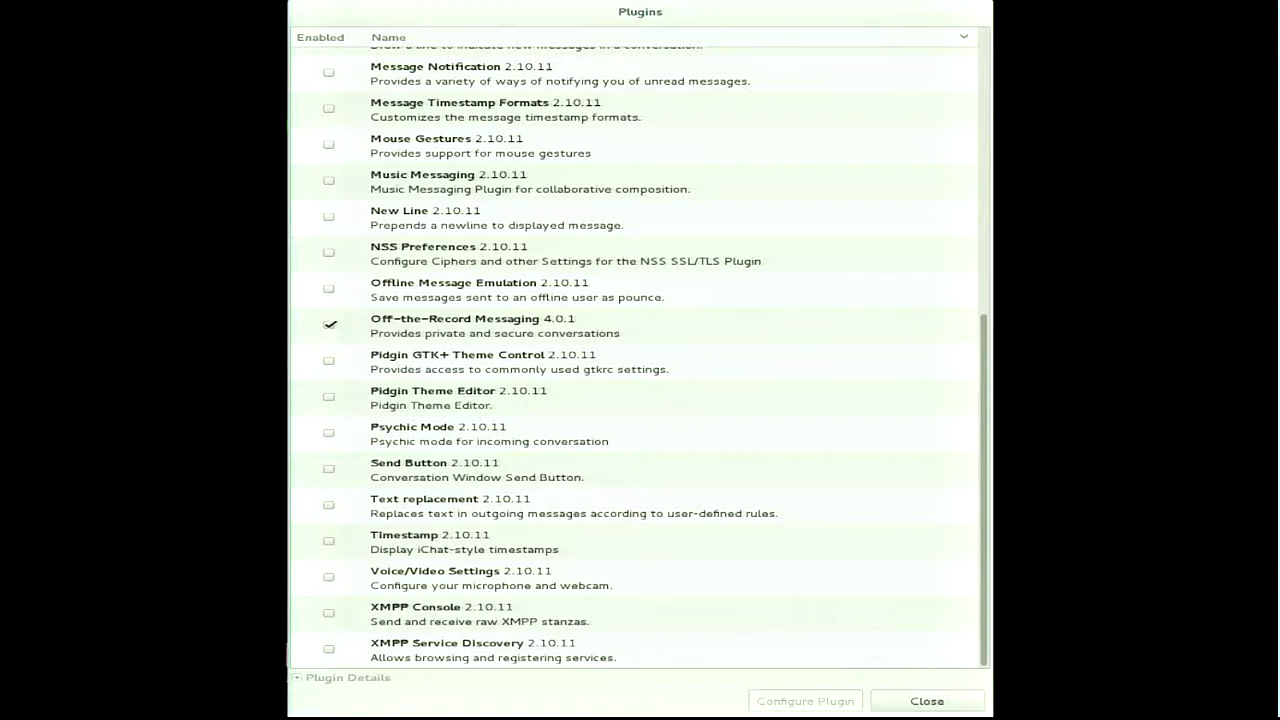 Plugins
Enabled Name
Draw a line to indicate new messages in a conversation.
Message Notification 2.10.11
Provides a variety of ways of notifying you of unread messages.
Message Timestamp Formats 2.10.11
Customizes the message timestamp formats.
Mouse Gestures 2.10.11
Provides support for mouse gestures
Music Messaging 2.10.11
Music Messaging Plugin for collaborative composition.
New Line 2.10.11
Prepends a newline to displayed message.
NSS Preferences 2.10.11
Configure Ciphers and other Settings for the NSS SSL/TLS Plugin
Offline Message Emulation 2.10.11
Save messages sent to an offline user as pounce.
Off-the-Record Messaging 4.0.1
Provides private and secure conversations
Pidgin GTK+ Theme Control 2.10.11
Provides access to commonly used gtkrc settings.
Pidgin Theme Editor 2.10.11
Pidgin Theme Editor.
Psychic Mode 2.10.11
Psychic mode for incoming conversation
Send Button 2.10.11
Conversation Window Send Button.
Text replacement 2.10.11
Replaces text in outgoing messages according to user-defined rules.
Timestamp 2.10.11
Display iChat-style timestamps
Voice/Video Settings 2.10.11
Configure your microphone and webcam.
XMPP Console 2.10.11
Send and receive raw XMPP stanzas.
XMPP Service Discovery 2.10.11
Allows browsing and registering services.
Plugin Details
Configure Plugin Close